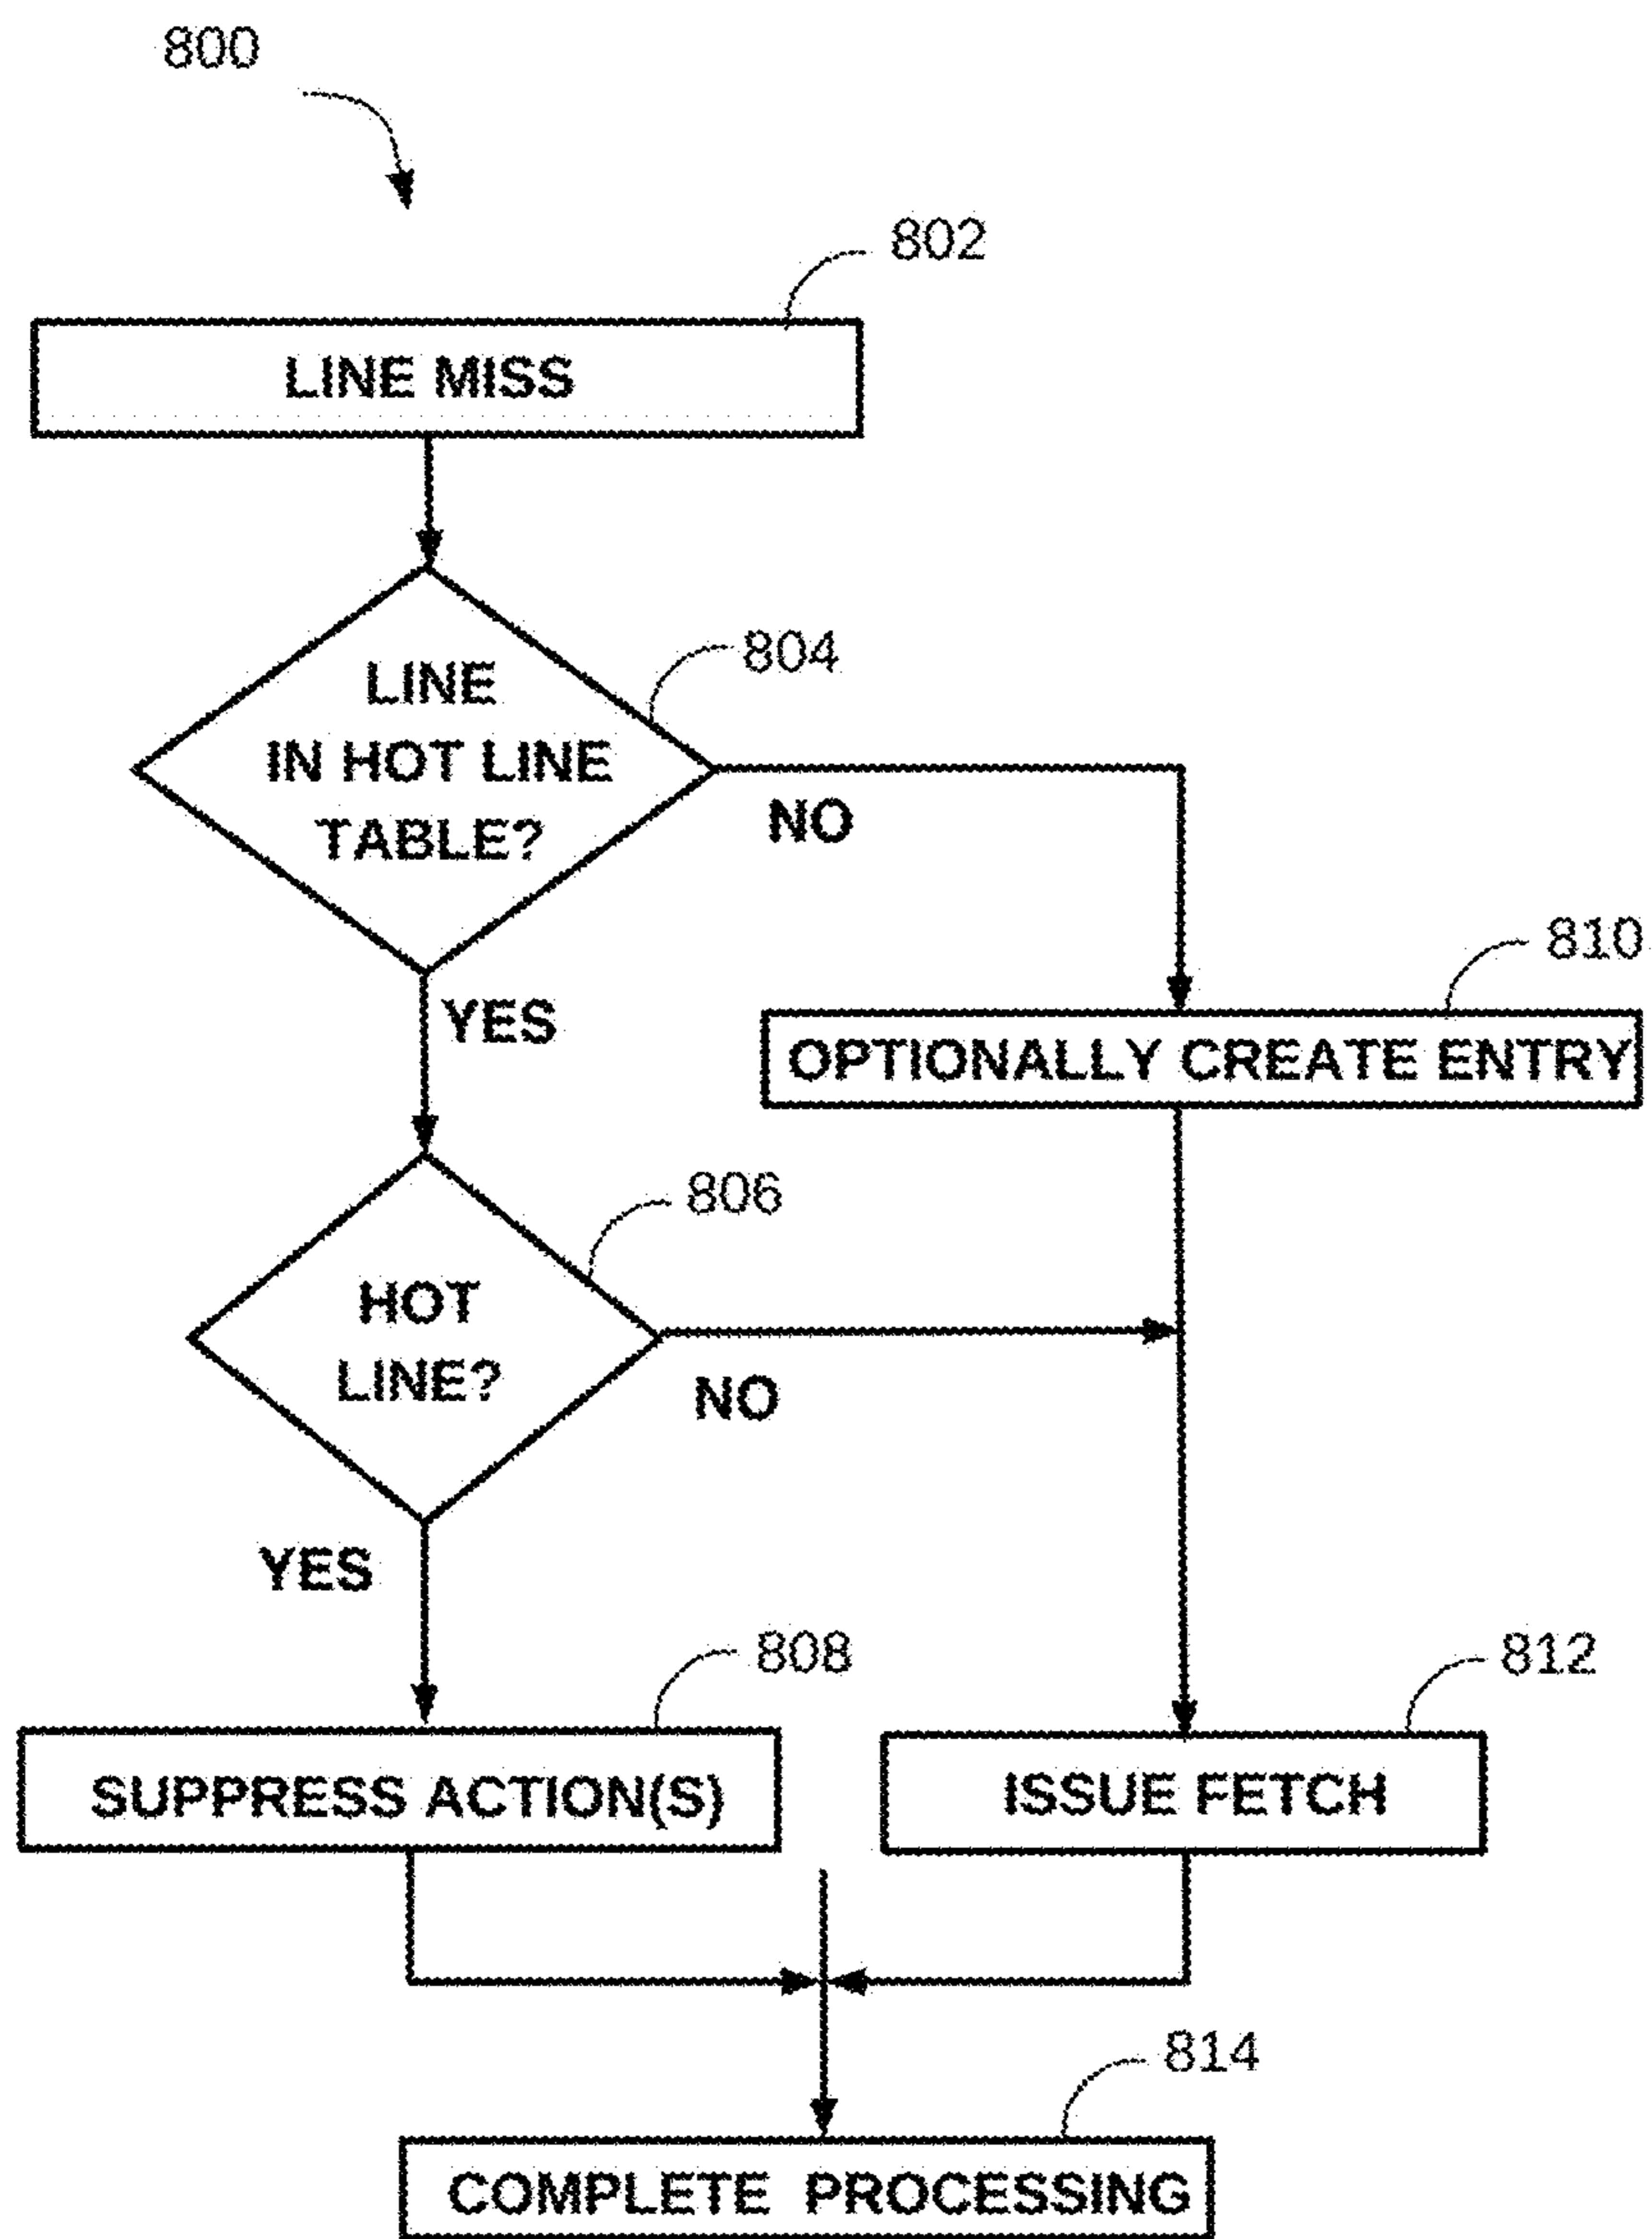 800
802
LINE MISS
804
LINE
IN HOT LINE
TABLE?
NO
810
YES
OPTIONALLY CREATE ENTRY
806
HOT
LINE?
NO
YES
808
812
SUPPRESS ACTION(S)
ISSUE FETCH
814
COMPLETE PROCESSING